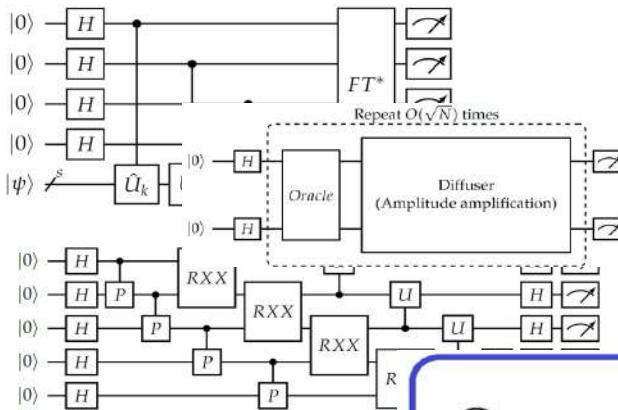 |0⟩ H
|0⟩ H
|0⟩ H FT*
Repeat O(√N) times
|0⟩ H
|0⟩ H
Oracle Diffuser
(Amplitude amplification)
|ψ⟩ s Û_k
|0⟩ H
|0⟩ H RXX
|0⟩ H P U H
|0⟩ H P RXX U H
|0⟩ H P RXX
|0⟩ H P R